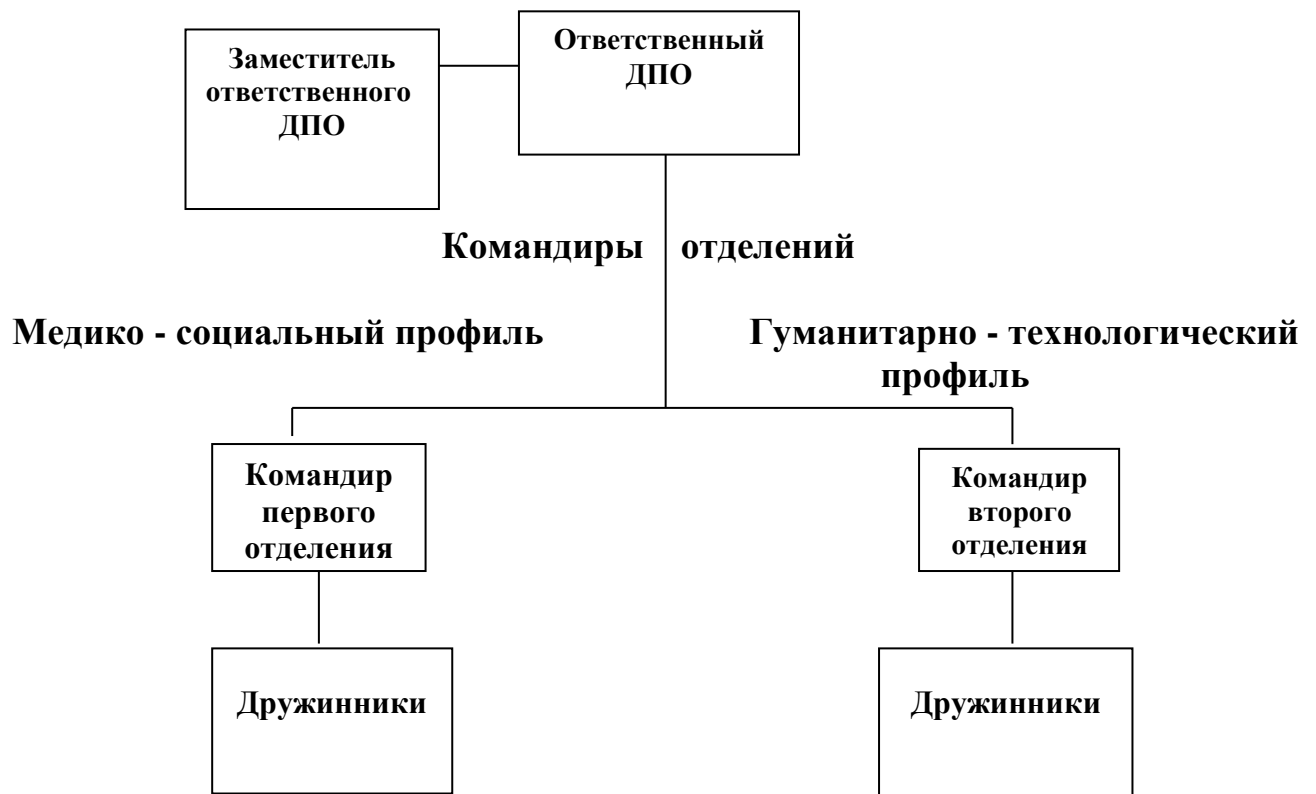 Заместитель
ответственного
ДПО
Ответственный
ДПО
Командиры отделений
Медико - социальный профиль
Гуманитарно - технологический
профиль
Командир
первого
отделения
Командир
второго
отделения
Дружинники
Дружинники